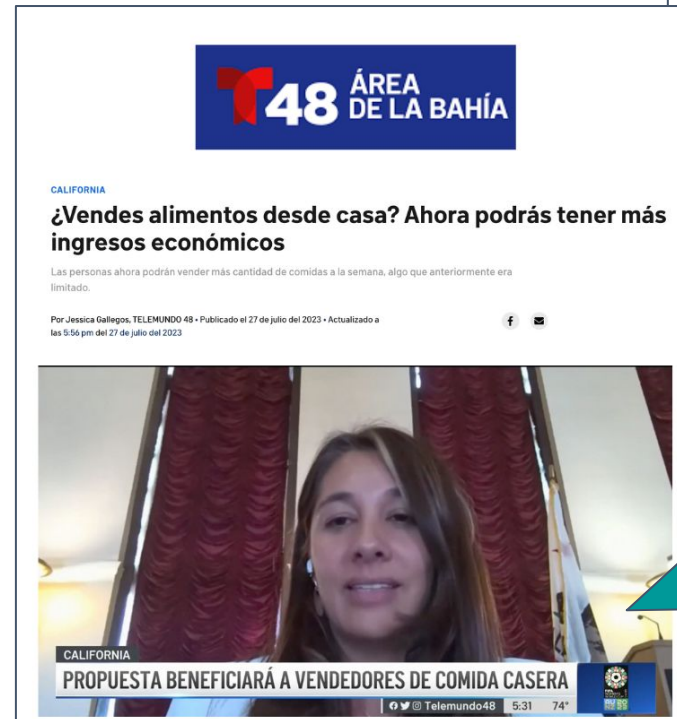 48 ÁREA
DE LA BAHÍA
CALIFORNIA
¿Vendes alimentos desde casa? Ahora podrás tener más
ingresos económicos
Las personas ahora podrán vender más cantidad de comidas a la semana, algo que anteriormente era
limitado.
Por Jessica Gallegos, TELEMUNDO 48 • Publicado el 27 de julio del 2023 • Actualizado a
las 5:56 pm del 27 de julio del 2023
CALIFORNIA
PROPUESTA BENEFICIARÁ A VENDEDORES DE COMIDA CASERA
Telemundo48 5:31 74°